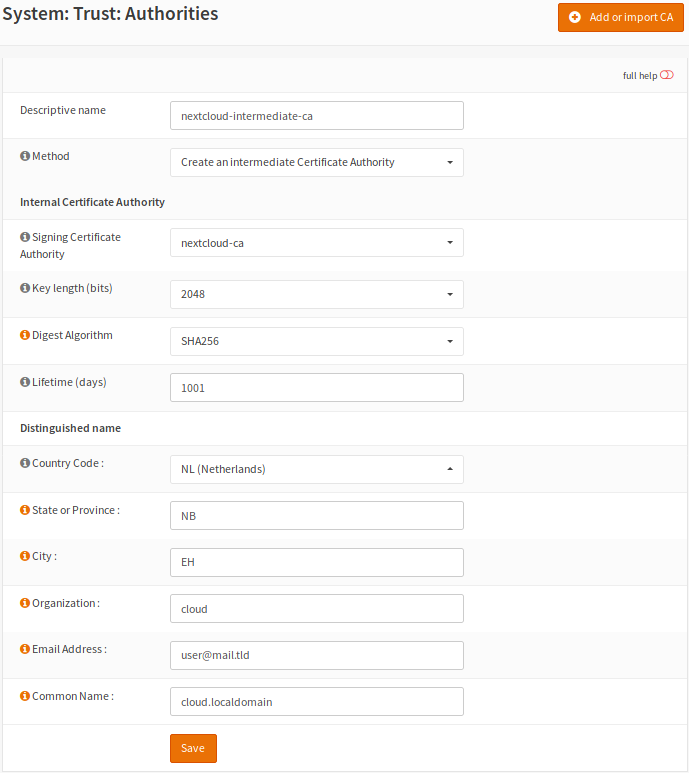 System: Trust: Authorities
Add or import CA
full help
Descriptive name
nextcloud-intermediate-ca
Method
Create an intermediate Certificate Authority
Internal Certificate Authority
Signing Certificate
Authority
nextcloud-ca
Key length (bits)
2048
Digest Algorithm
SHA256
Lifetime (days)
1001
Distinguished name
Country Code :
NL (Netherlands)
State or Province :
NB
City :
EH
Organization :
cloud
Email Address :
user@mail.tld
Common Name :
cloud.localdomain
Save